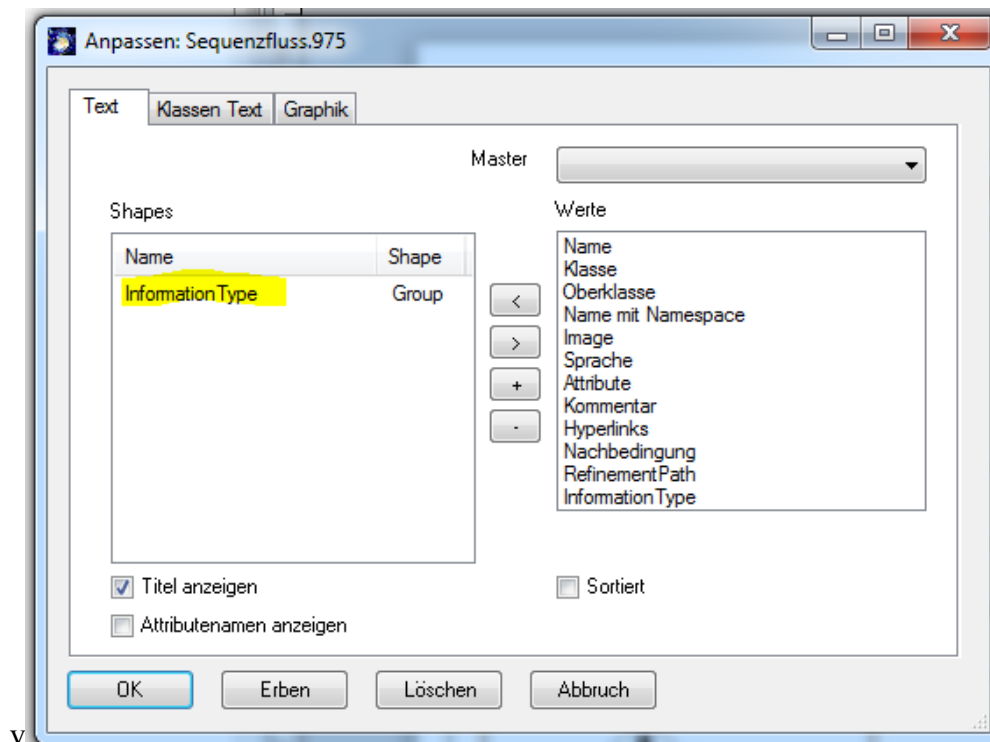 Anpassen: Sequenzfluss.975
Text Klassen Text Graphik
Master
Shapes
Werte
Name Shape
InformationType Group
<
>
+
-
Name
Klasse
Oberklasse
Name mit Namespace
Image
Sprache
Attribute
Kommentar
Hyperlinks
Nachbedingung
RefinementPath
InformationType
Titel anzeigen
Sortiert
Attributenamen anzeigen
OK Erben Löschen Abbruch
v